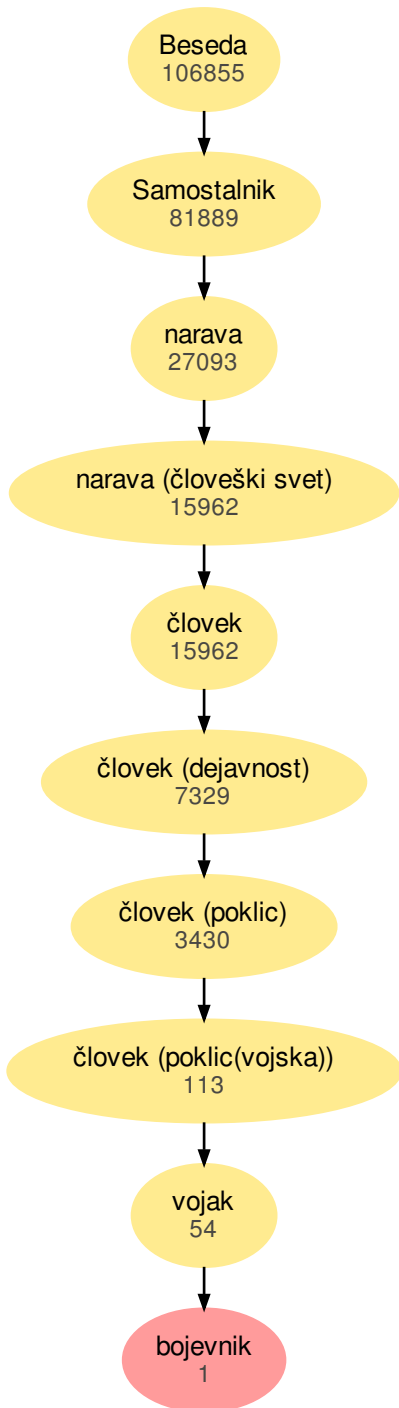 Beseda
106855
Samostalnik
81889
narava
27093
narava (človeški svet)
15962
človek
15962
človek (dejavnost)
7329
človek (poklic)
3430
človek (poklic(vojska))
113
vojak
54
bojevnik
1